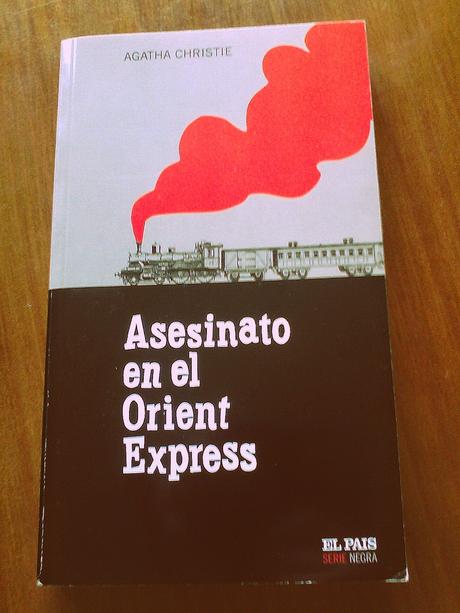 AGATHA CHRISTIE
Asesinato
en el
Orient
Express
EL PAIS
SERIE NEGRA